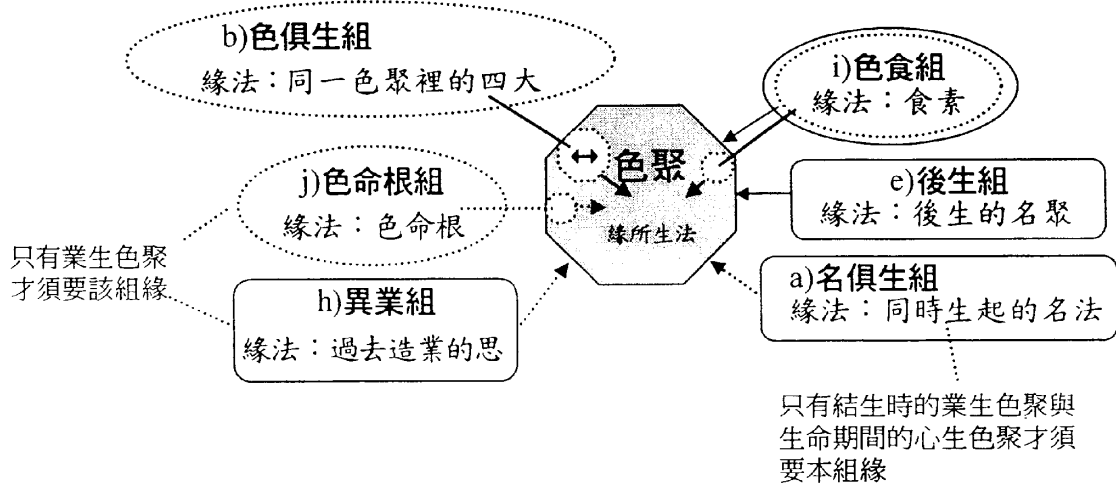 b)色俱生組
緣法：同一色聚裡的四大
i)色食組
緣法：食素
色聚
緣所生法
j)色命根組
緣法：色命根
e)後生組
緣法：後生的名聚
只有業生色聚
才須要該組緣
h)異業組
緣法：過去造業的思
a)名俱生組
緣法：同時生起的名法
只有結生時的業生色聚與
生命期間的心生色聚才須
要本組緣